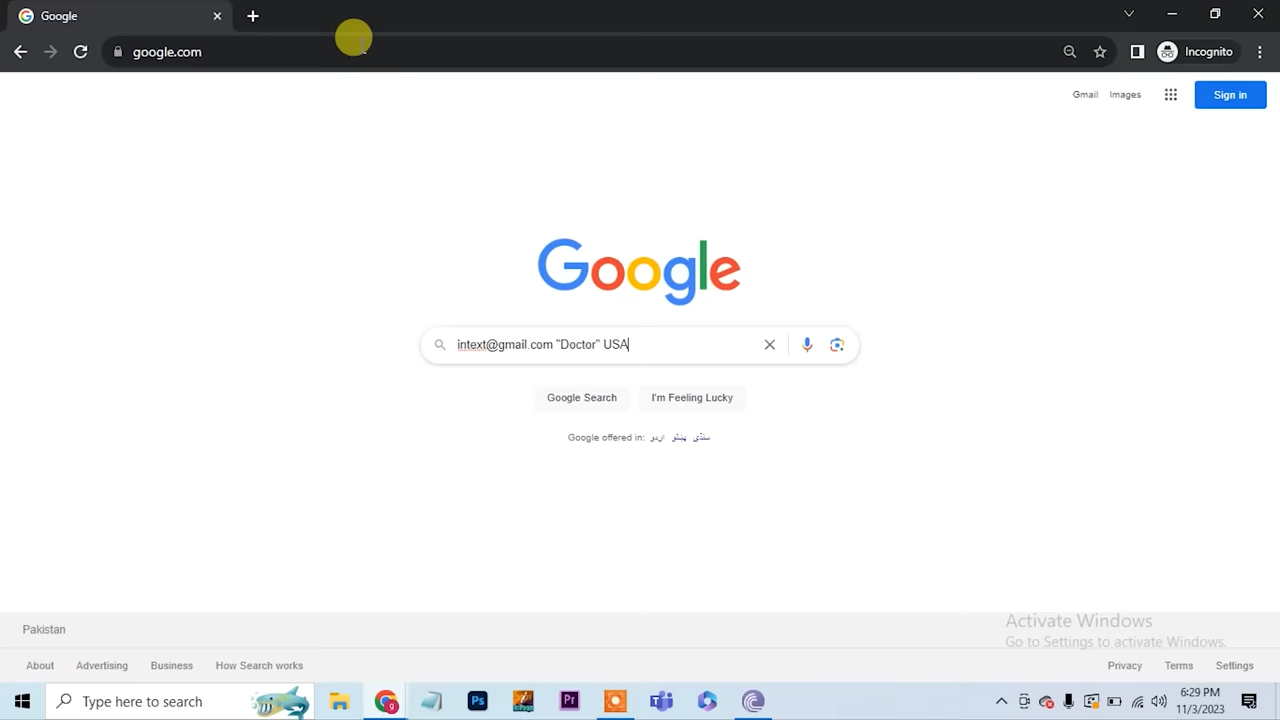 Google
google.com
Incognito
Gmail Images
Sign in
Google
intext@gmail.com "Doctor" USA
Google Search I'm Feeling Lucky
Google offered in: اردو پښتو سنڌي
Activate Windows
Go to Settings to activate Windows.
Pakistan
About Advertising Business How Search works
Privacy Terms Settings
Type here to search
Ps
Pr
6:29 PM
11/3/2023